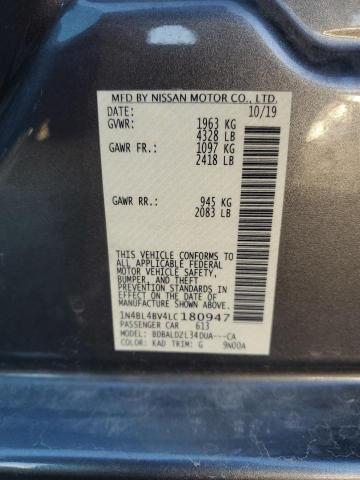 MFD BY NISSAN MOTOR CO., LTD.
DATE: 10/19
GVWR: 1963 KG
4328 LB
GAWR FR.: 1097 KG
2418 LB
GAWR RR.: 945 KG
2083 LB
THIS VEHICLE CONFORMS
TO ALL APPLICABLE FEDERAL
MOTOR VEHICLE SAFETY,
BUMPER, AND THEFT
PREVENTION STANDARDS
IN EFFECT ON THE DATE OF
MANUFACTURE SHOWN ABOVE.
1N4BL4BV4LC180947
PASSENGER CAR 613
MODEL: BDBALDZL34DUA---CA
COLOR: KAD TRIM: G 9N00A